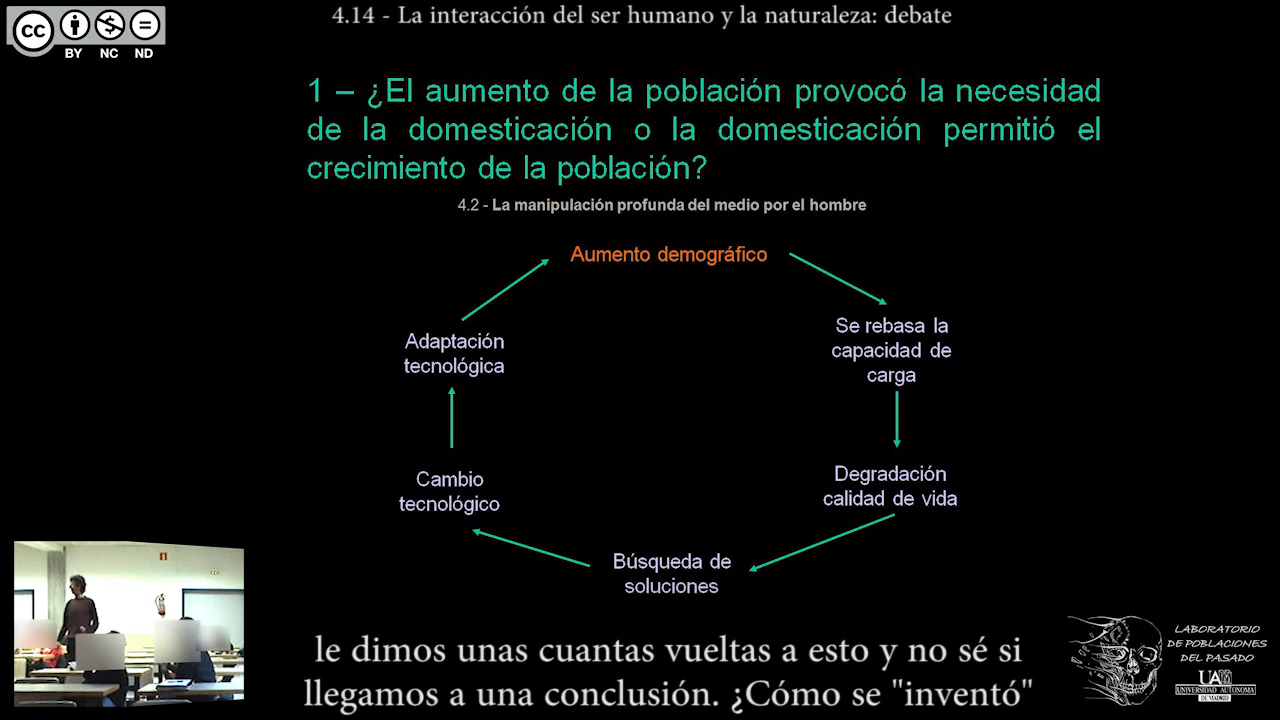 4.14 - La interacción del ser humano y la naturaleza: debate
cc
BY NC ND
1 – ¿El aumento de la población provocó la necesidad
de la domesticación o la domesticación permitió el
crecimiento de la población?
4.2 - La manipulación profunda del medio por el hombre
Aumento demográfico
Se rebasa la
capacidad de
carga
Degradación
calidad de vida
Búsqueda de
soluciones
Cambio
tecnológico
Adaptación
tecnológica
le dimos unas cuantas vueltas a esto y no sé si
llegamos a una conclusión. ¿Cómo se "inventó"
LABORATORIO
DE POBLACIONES
DEL PASADO
UAM
UNIVERSIDAD AUTONOMA
DE MADRID